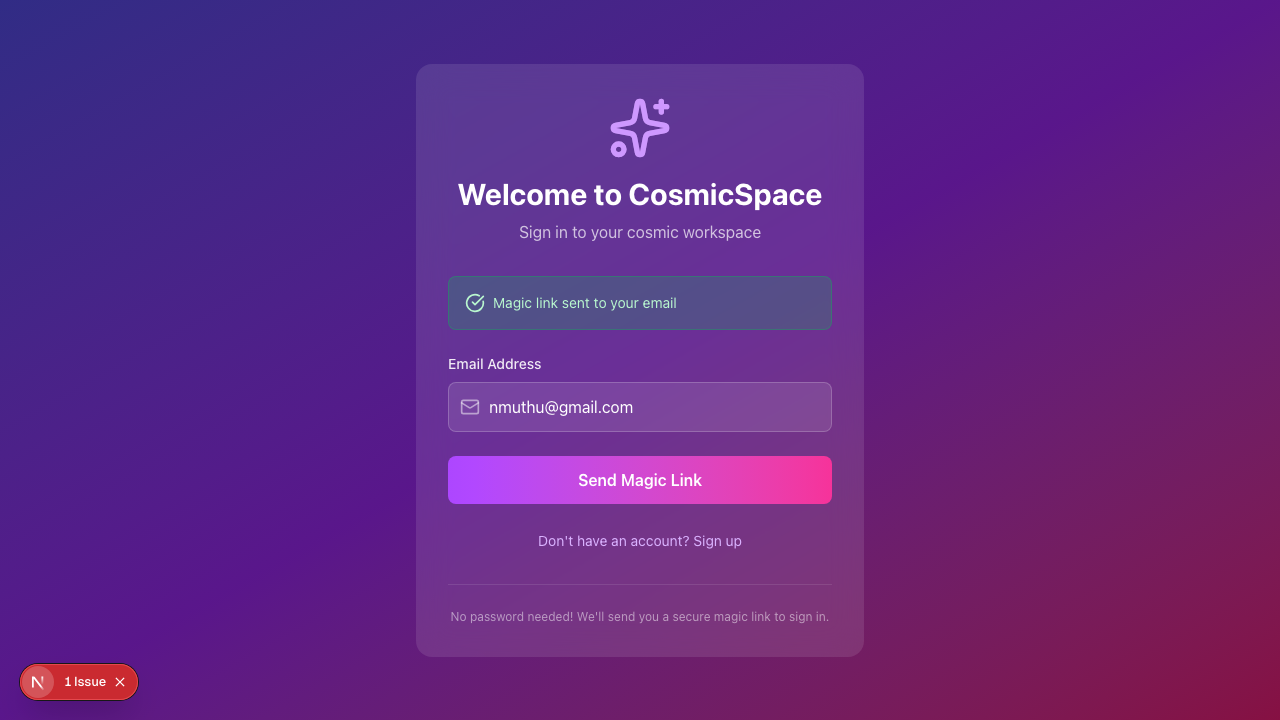 Welcome to CosmicSpace
Sign in to your cosmic workspace
Magic link sent to your email
Email Address
nmuthu@gmail.com
Send Magic Link
Don't have an account? Sign up
No password needed! We'll send you a secure magic link to sign in.
N 1 Issue